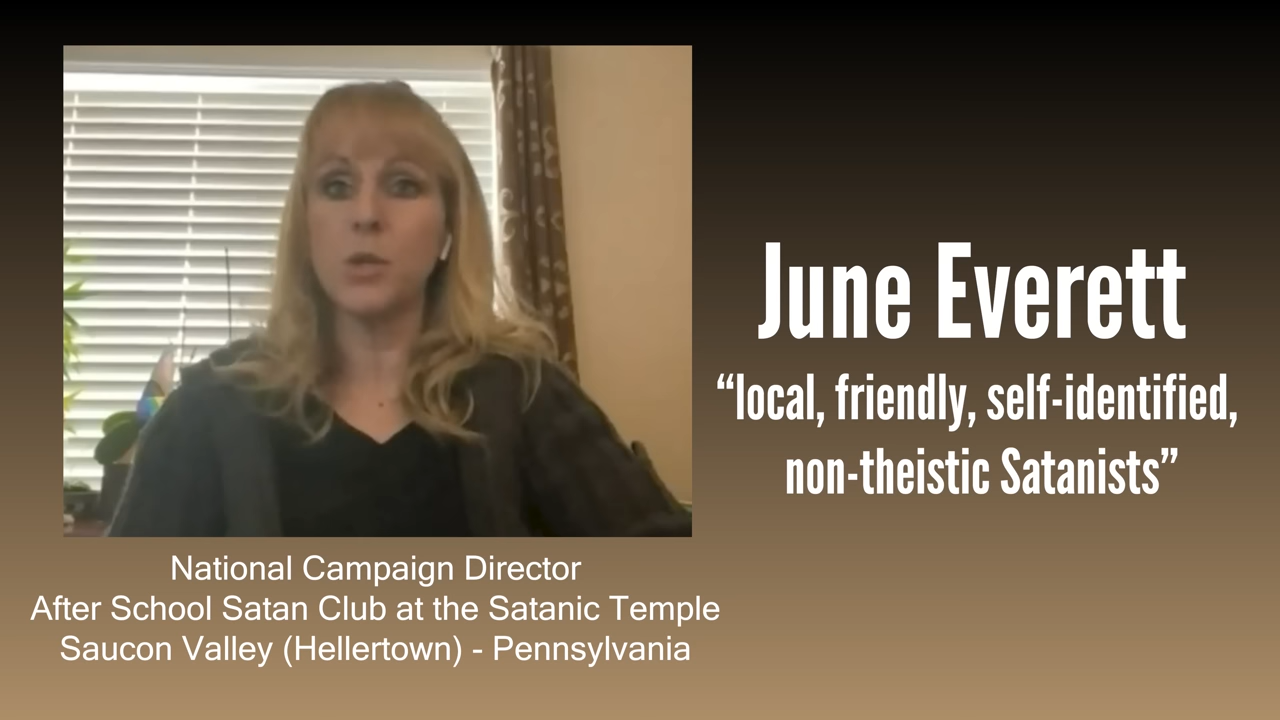 June Everett
“local, friendly, self-identified,
non-theistic Satanists”
National Campaign Director
After School Satan Club at the Satanic Temple
Saucon Valley (Hellertown) - Pennsylvania